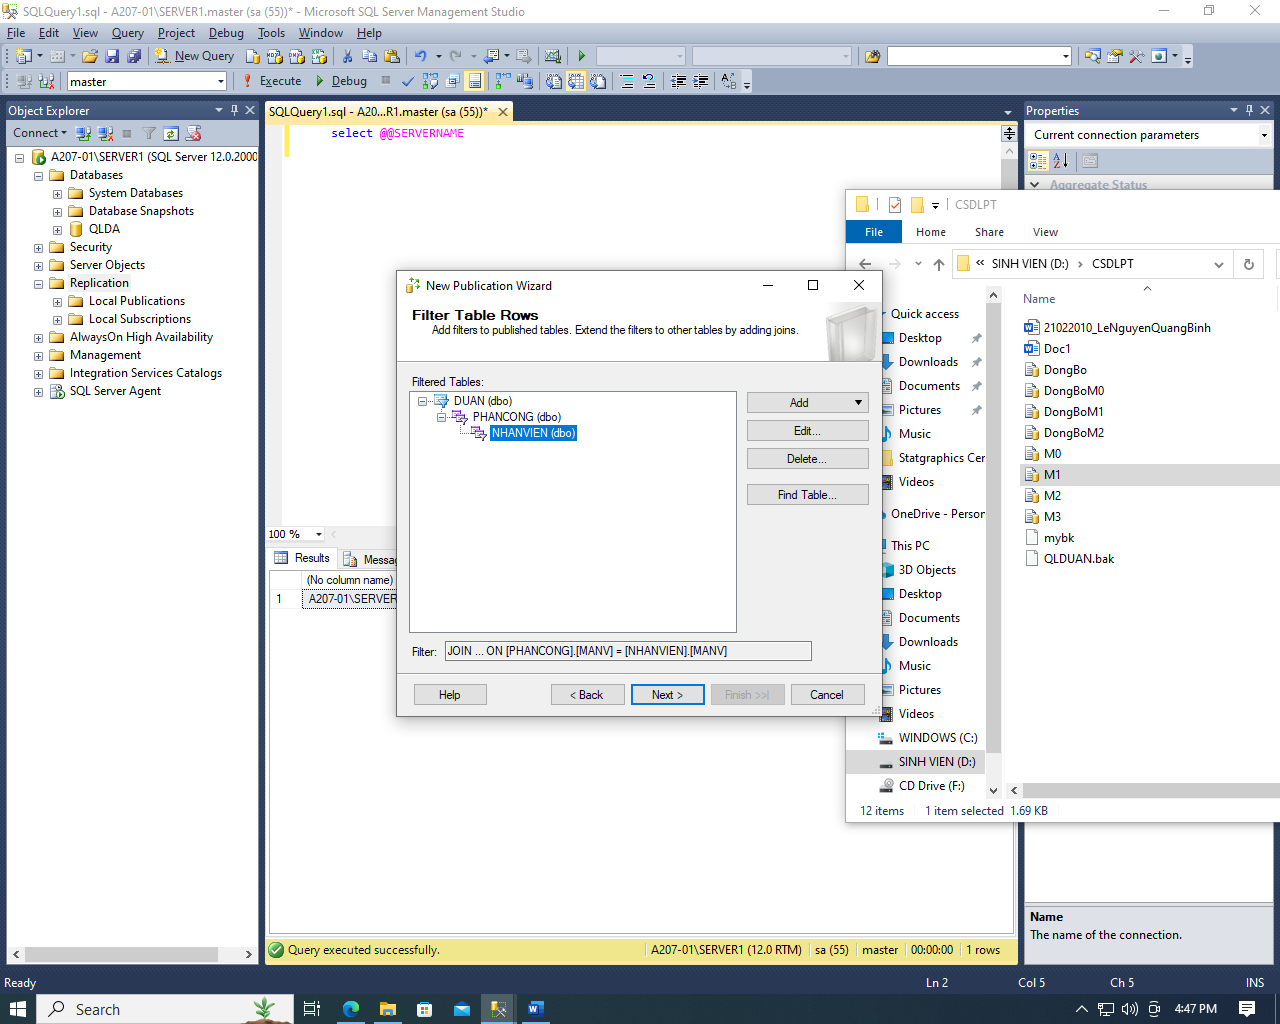 SQLQuery1.sql - A207-01\SERVER1.master (sa (55))* - Microsoft SQL Server Management Studio
File Edit View Query Project Debug Tools Window Help
New Query
master
Execute Debug
Object Explorer
Connect
A207-01\SERVER1 (SQL Server 12.0.2000
Databases
System Databases
Database Snapshots
QLDA
Security
Server Objects
Replication
Local Publications
Local Subscriptions
AlwaysOn High Availability
Management
Integration Services Catalogs
SQL Server Agent
SQLQuery1.sql - A20...R1.master (sa (55))*
select @@SERVERNAME
100 %
Results Messag
(No column name)
1 A207-01\SERVER
Query executed successfully.
A207-01\SERVER1 (12.0 RTM) sa (55) master 00:00:00 1 rows
New Publication Wizard
Filter Table Rows
Add filters to published tables. Extend the filters to other tables by adding joins.
Filtered Tables:
DUAN (dbo)
PHANCONG (dbo)
NHANVIEN (dbo)
Add
Edit...
Delete...
Find Table...
Filter: JOIN ... ON [PHANCONG].[MANV] = [NHANVIEN].[MANV]
Help < Back Next > Finish >>| Cancel
Properties
Current connection parameters
Aggregate Status
CSDLPT
File Home Share View
« SINH VIEN (D:) › CSDLPT
Quick access
Desktop
Downloads
Documents
Pictures
Music
Statgraphics Cer
Videos
OneDrive - Person
This PC
3D Objects
Desktop
Documents
Downloads
Music
Pictures
Videos
WINDOWS (C:)
SINH VIEN (D:)
CD Drive (F:)
Name
21022010_LeNguyenQuangBinh
Doc1
DongBo
DongBoM0
DongBoM1
DongBoM2
M0
M1
M2
M3
mybk
QLDUAN.bak
12 items 1 item selected 1.69 KB
Name
The name of the connection.
Ready Ln 2 Col 5 Ch 5 INS
Search
4:47 PM